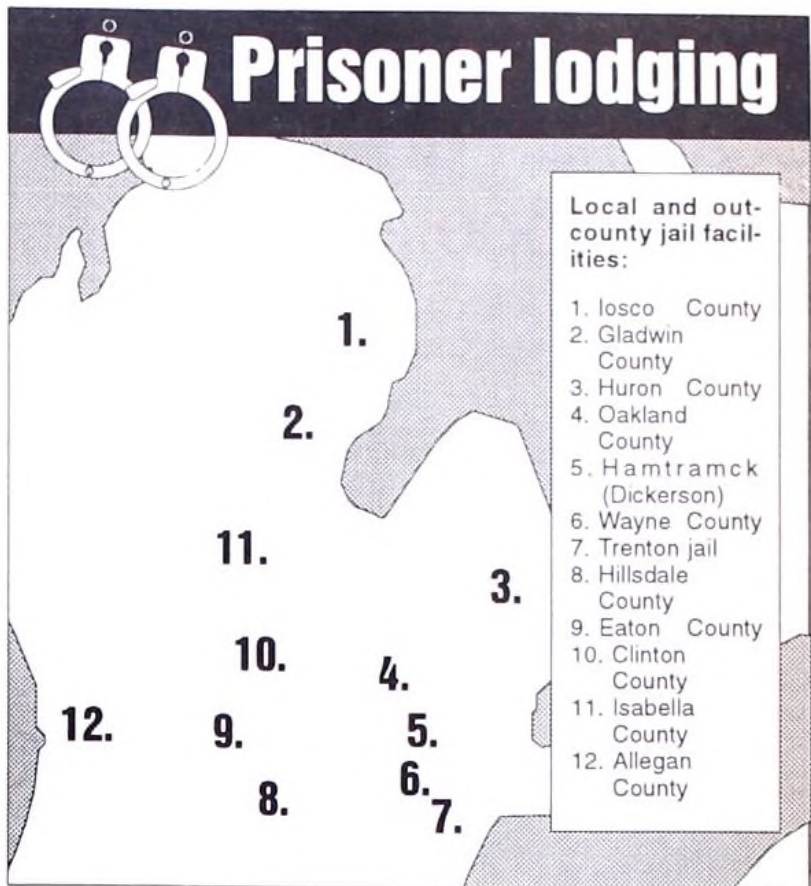 Prisoner lodging
Local and out-
county jail facil-
ities:
1. Iosco County
2. Gladwin
County
3. Huron County
4. Oakland
County
5. Hamtramck
(Dickerson)
6. Wayne County
7. Trenton jail
8. Hillsdale
County
9. Eaton County
10. Clinton
County
11. Isabella
County
12. Allegan
County
1.
2.
11.
3.
10.
4.
12.
9.
5.
6.
8.
7.